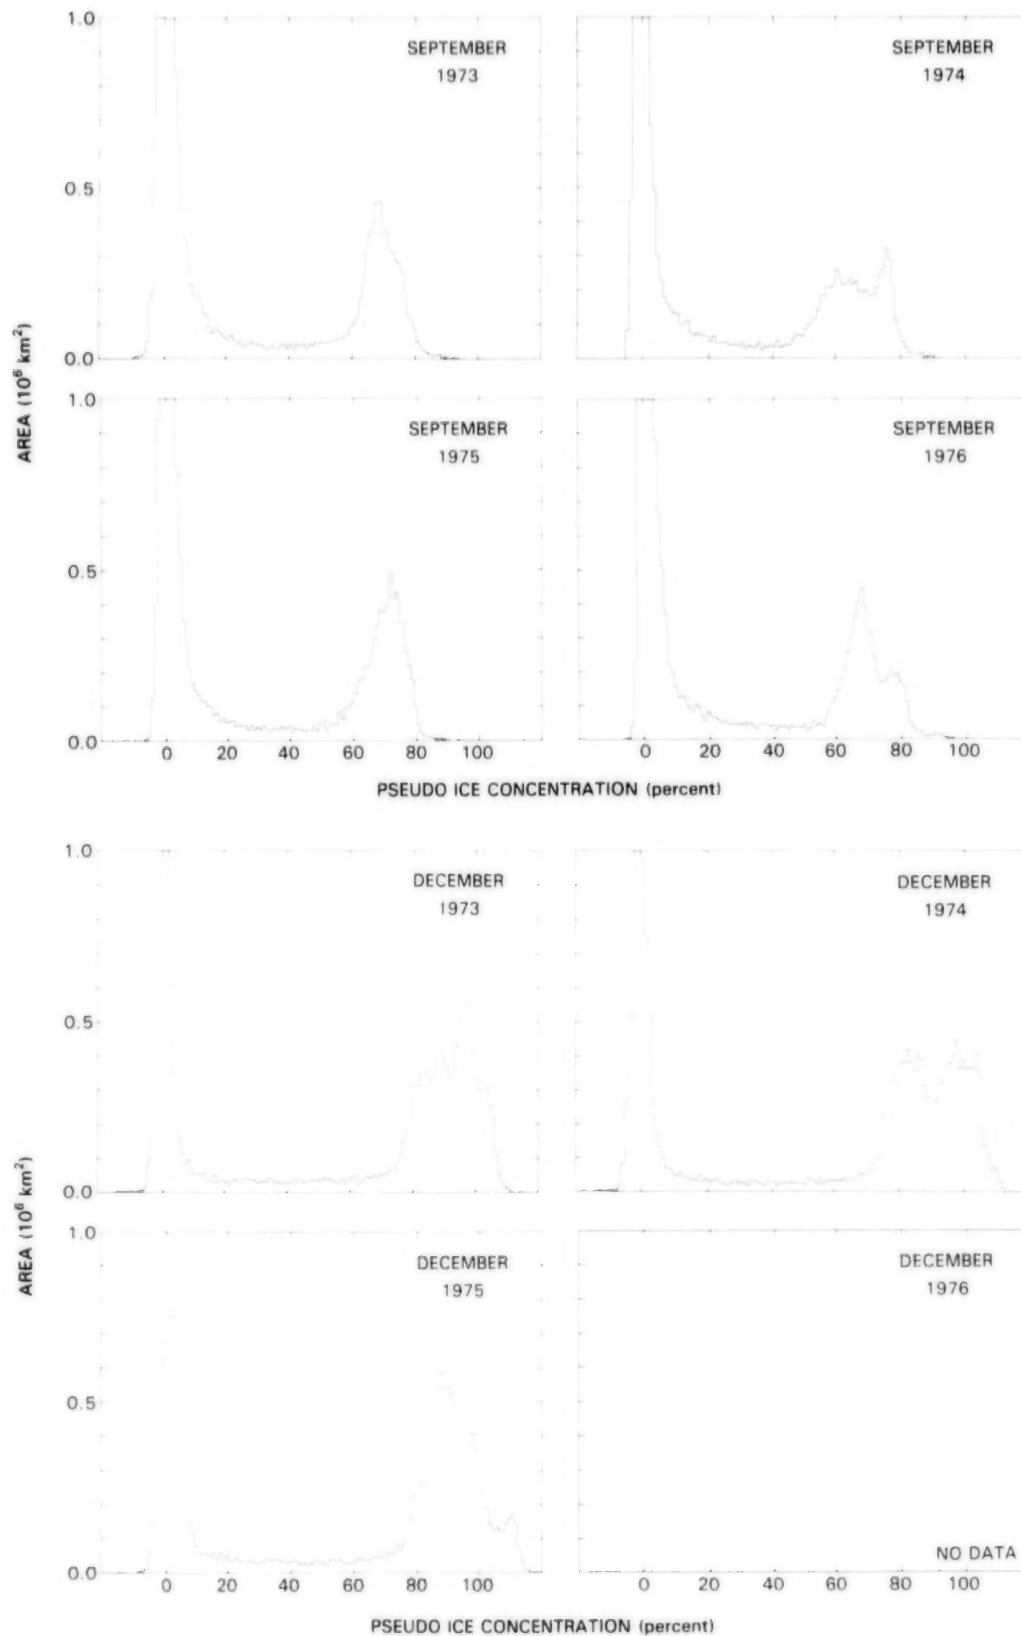 1.0
SEPTEMBER
1973
SEPTEMBER
1974
0.5
0.0
AREA (10⁶ km²)
1.0
SEPTEMBER
1975
SEPTEMBER
1976
0.5
0.0
0 20 40 60 80 100
0 20 40 60 80 100
PSEUDO ICE CONCENTRATION (percent)
1.0
DECEMBER
1973
DECEMBER
1974
0.5
0.0
AREA (10⁶ km²)
1.0
DECEMBER
1975
DECEMBER
1976
0.5
0.0
NO DATA
0 20 40 60 80 100
0 20 40 60 80 100
PSEUDO ICE CONCENTRATION (percent)